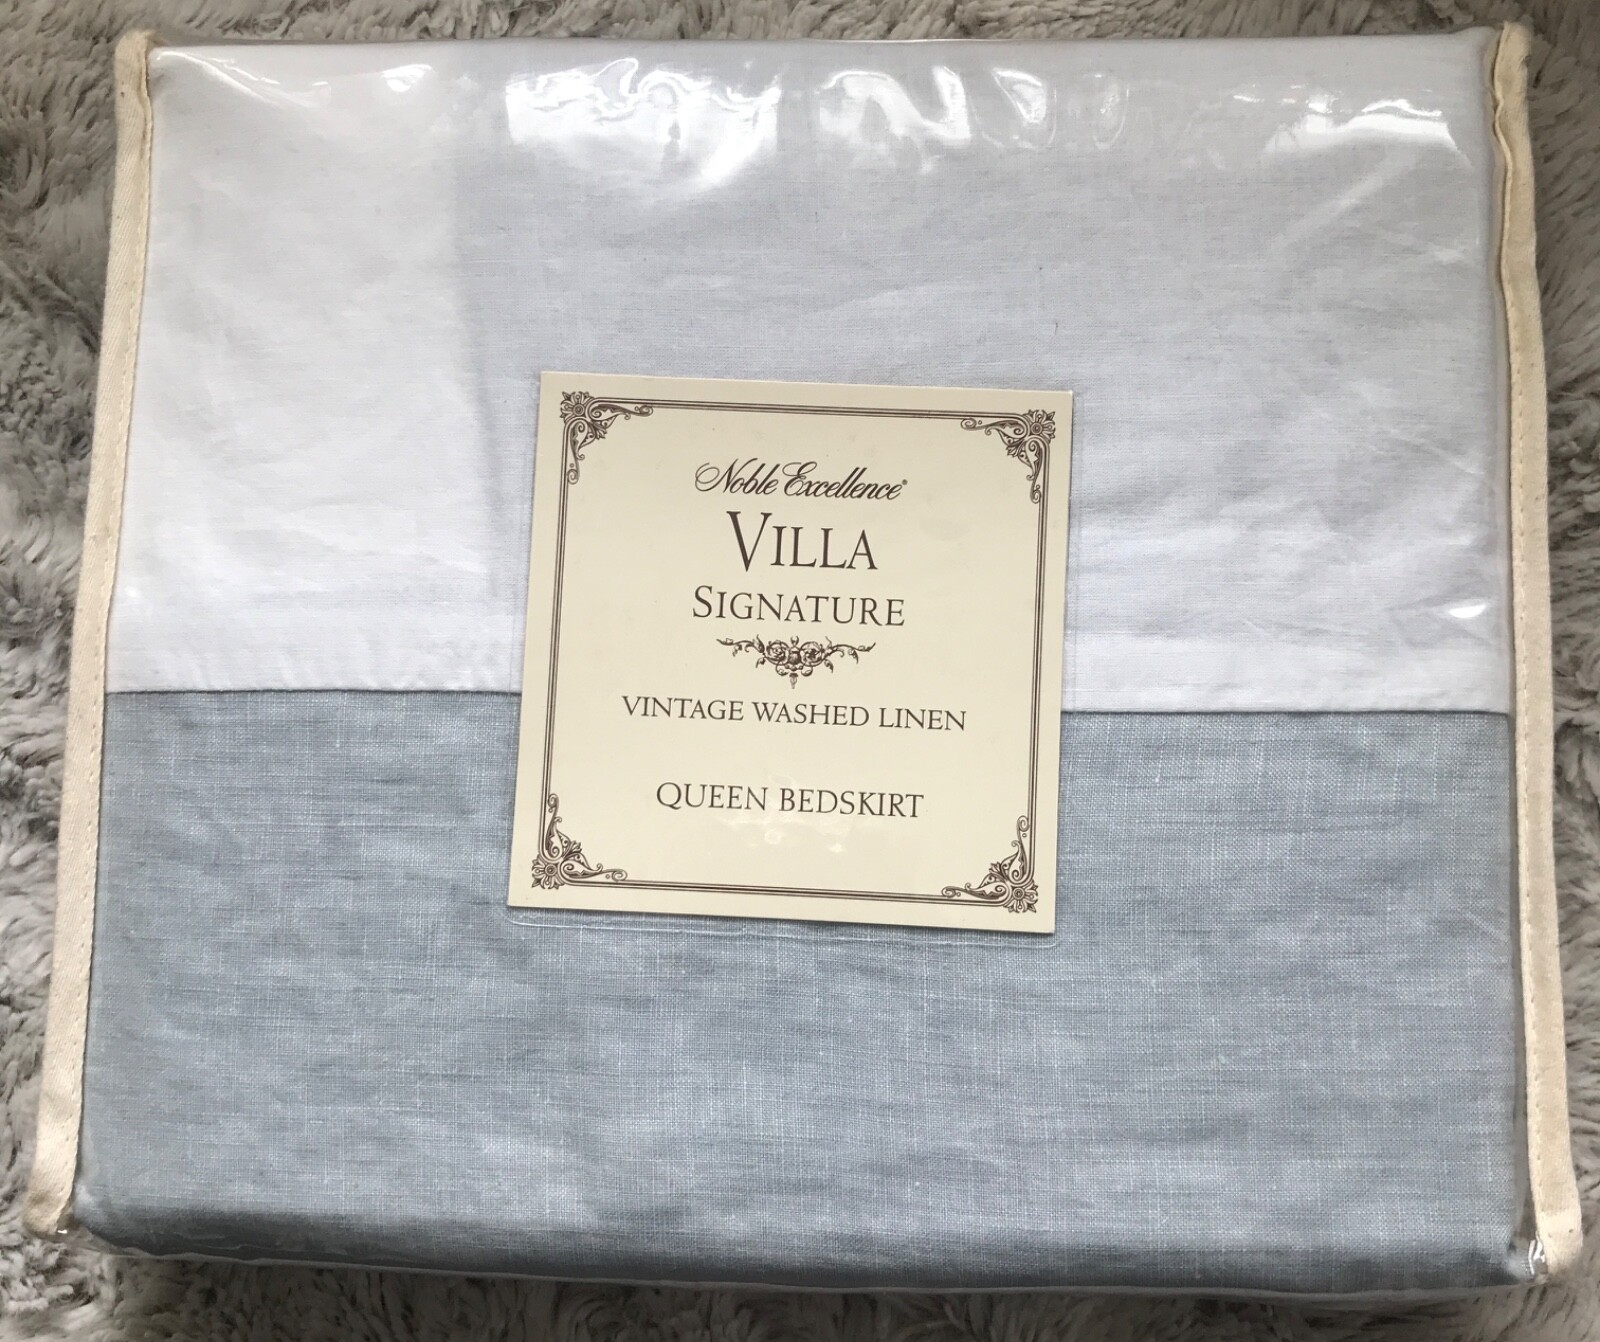 Noble Excellence®
VILLA
SIGNATURE
VINTAGE WASHED LINEN
QUEEN BEDSKIRT